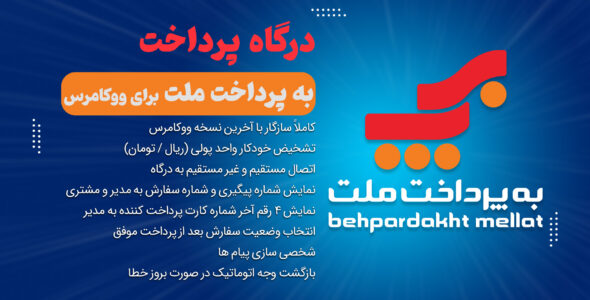 درگاه پرداخت
به پرداخت ملت برای ووکامرس
کاملاً سازگار با آخرین نسخه ووکامرس
تشخیص خودکار واحد پولی (ریال / تومان)
اتصال مستقیم و غیر مستقیم به درگاه
نمایش شماره پیگیری و شماره سفارش به مدیر و مشتری
نمایش ۴ رقم آخر شماره کارت پرداخت کننده به مدیر
انتخاب وضعیت سفارش بعد از پرداخت موفق
شخصی سازی پیام ها
بازگشت وجه اتوماتیک در صورت بروز خطا
به پرداخت ملت
behpardakht mellat